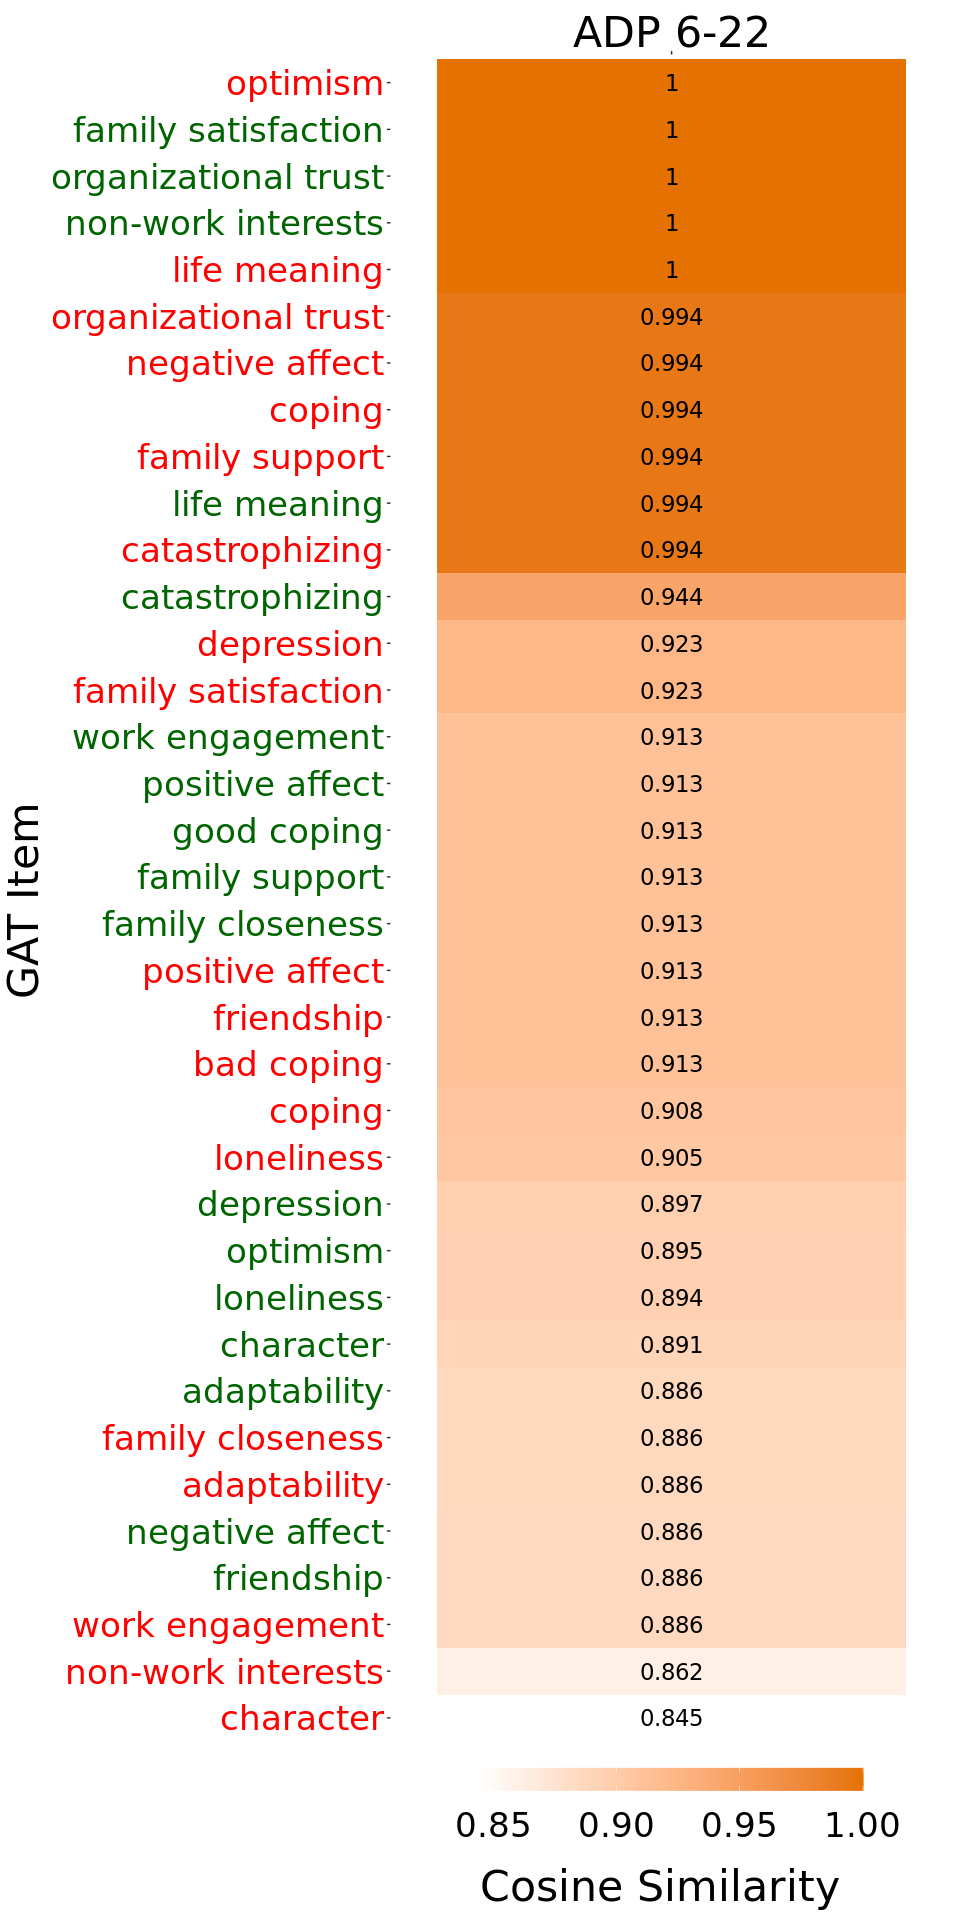 ADP 6-22
optimism 1
family satisfaction 1
organizational trust 1
non-work interests 1
life meaning 1
organizational trust 0.994
negative affect 0.994
coping 0.994
family support 0.994
life meaning 0.994
catastrophizing 0.994
catastrophizing 0.944
depression 0.923
family satisfaction 0.923
work engagement 0.913
positive affect 0.913
good coping 0.913
family support 0.913
family closeness 0.913
positive affect 0.913
friendship 0.913
bad coping 0.913
coping 0.908
loneliness 0.905
depression 0.897
optimism 0.895
loneliness 0.894
character 0.891
adaptability 0.886
family closeness 0.886
adaptability 0.886
negative affect 0.886
friendship 0.886
work engagement 0.886
non-work interests 0.862
character 0.845
GAT Item
0.85 0.90 0.95 1.00
Cosine Similarity